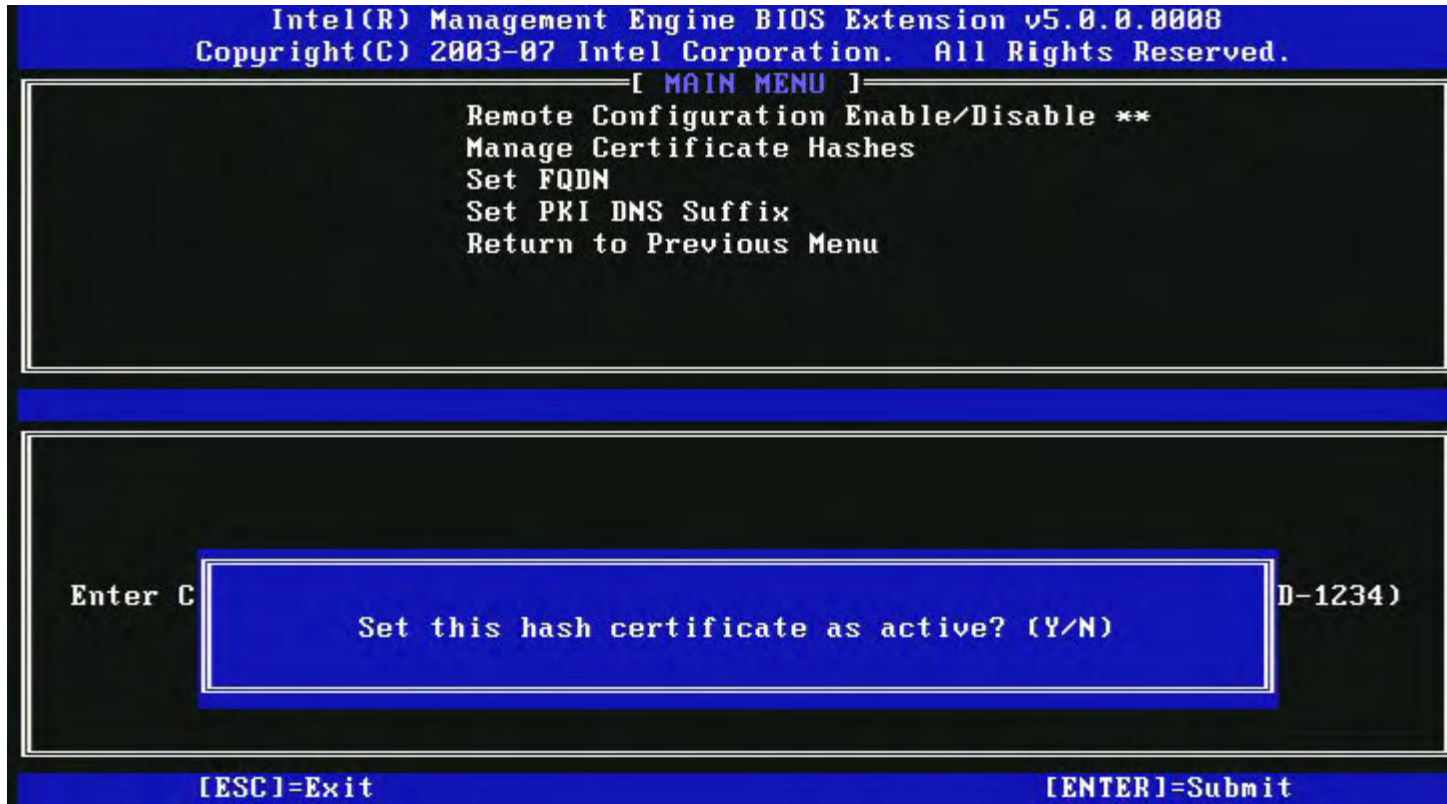 Intel(R) Management Engine BIOS Extension v5.0.0.0008
Copyright(C) 2003-07 Intel Corporation. All Rights Reserved.
[ MAIN MENU ]
Remote Configuration Enable/Disable **
Manage Certificate Hashes
Set FQDN
Set PKI DNS Suffix
Return to Previous Menu
Enter C D-1234)
Set this hash certificate as active? (Y/N)
[ESC]=Exit [ENTER]=Submit